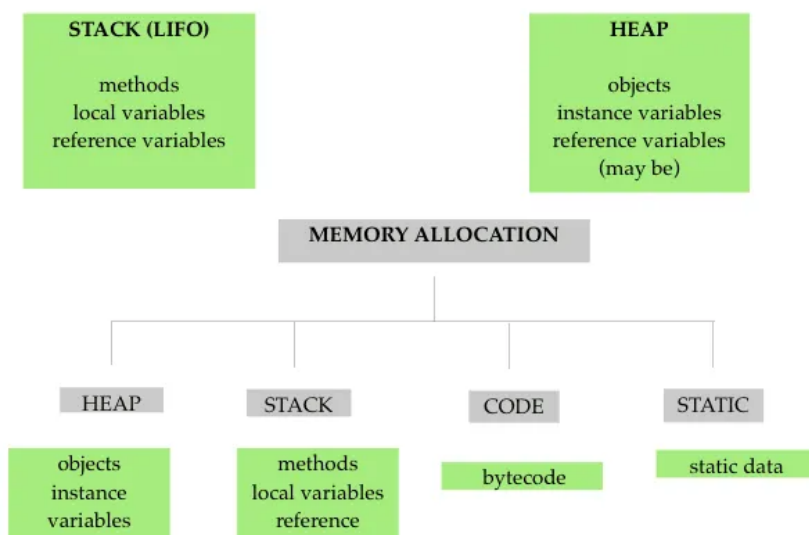 STACK (LIFO)
methods
local variables
reference variables
HEAP
objects
instance variables
reference variables
(may be)
MEMORY ALLOCATION
HEAP
STACK
CODE
STATIC
objects
instance
variables
methods
local variables
reference
bytecode
static data